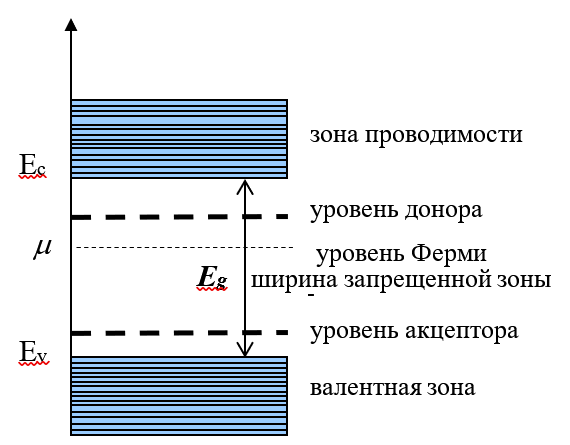 зона проводимости
Ec
уровень донора
μ
уровень Ферми
Eg
ширина запрещенной зоны
уровень акцептора
Ev
валентная зона